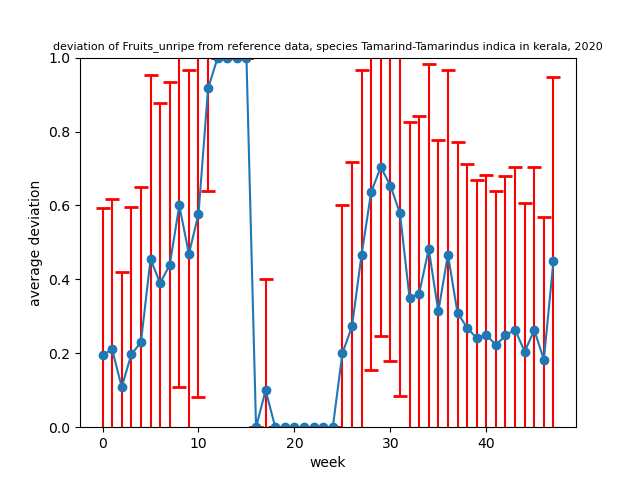 deviation of Fruits_unripe from reference data, species Tamarind-Tamarindus indica in kerala, 2020
1.0
0.8
0.6
0.4
0.2
0.0
average deviation
0 10 20 30 40
week